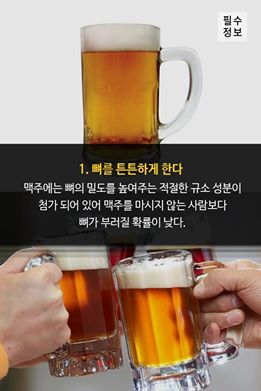 필수
정보
1. 뼈를 튼튼하게 한다
맥주에는 뼈의 밀도를 높여주는 적절한 규소 성분이
첨가 되어 있어 맥주를 마시지 않는 사람보다
뼈가 부러질 확률이 낮다.